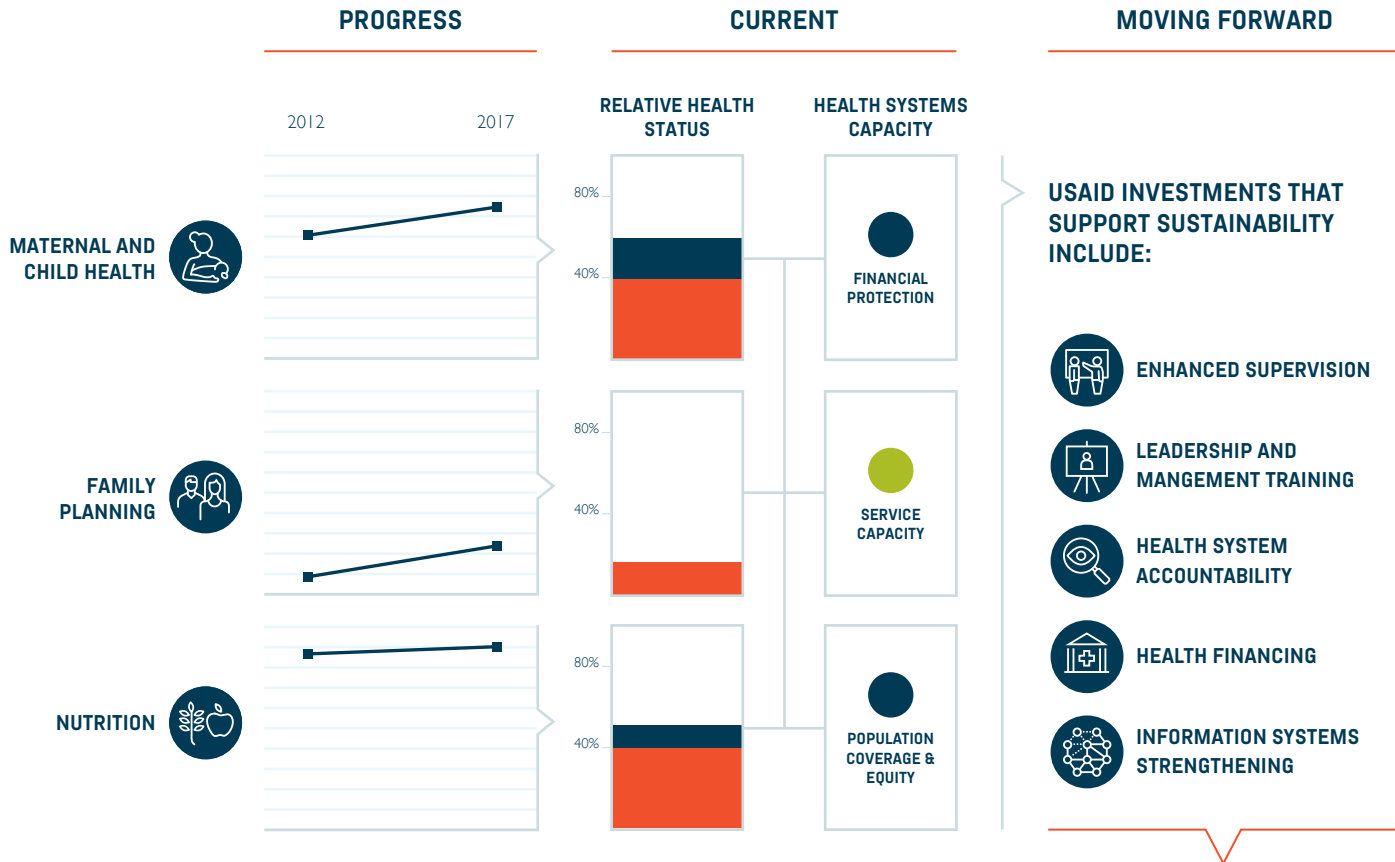 PROGRESS
CURRENT
MOVING FORWARD
2012
2017
RELATIVE HEALTH
STATUS
HEALTH SYSTEMS
CAPACITY
MATERNAL AND
CHILD HEALTH
80%
40%
FINANCIAL
PROTECTION
FAMILY
PLANNING
80%
40%
SERVICE
CAPACITY
NUTRITION
80%
40%
POPULATION
COVERAGE &
EQUITY
USAID INVESTMENTS THAT
SUPPORT SUSTAINABILITY
INCLUDE:
ENHANCED SUPERVISION
LEADERSHIP AND
MANGEMENT TRAINING
HEALTH SYSTEM
ACCOUNTABILITY
HEALTH FINANCING
INFORMATION SYSTEMS
STRENGTHENING